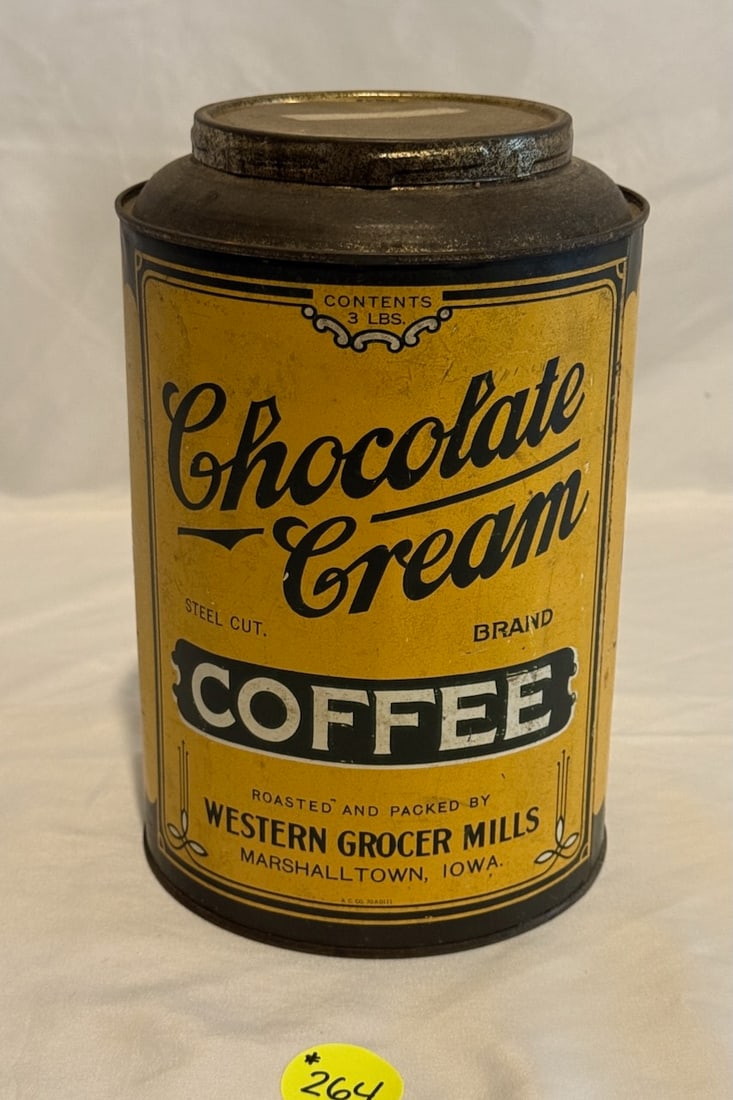 CONTENTS
3 LBS.
Chocolate
Cream
STEEL CUT.
BRAND
COFFEE
ROASTED AND PACKED BY
WESTERN GROCER MILLS
MARSHALLTOWN, IOWA.
A.C. CO.
*264